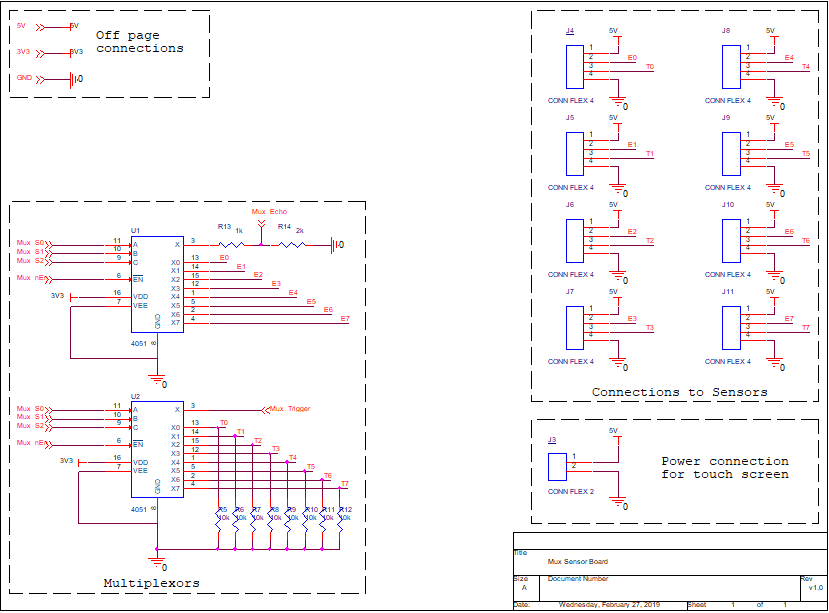 5V 5V
3V3 3V3
GND 0
Off page
connections
Mux Echo
R13 1k R14 2k
0
U1
Mux S0 11 A X 3
Mux S1 10 B
Mux S2 9 C X0 13 E0
X1 14 E1
Mux nEn 6 EN X2 15 E2
X3 12 E3
3V3 16 VDD X4 1 E4
7 VEE X5 5 E5
X6 2 E6
GND X7 4 E7
4051 8
0
U2
Mux S0 11 A X 3 Mux Trigger
Mux S1 10 B
Mux S2 9 C X0 13 T0
X1 14 T1
Mux nEn 6 EN X2 15 T2
X3 12 T3
3V3 16 VDD X4 1 T4
7 VEE X5 5 T5
X6 2 T6
GND X7 4 T7
4051 8
R5 R6 R7 R8 R9 R10 R11 R12
10k 10k 10k 10k 10k 10k 10k 10k
0
Multiplexors
J4 5V
1
2 E0
3 T0
4
CONN FLEX 4 0
J8 5V
1
2 E4
3 T4
4
CONN FLEX 4 0
J5 5V
1
2 E1
3 T1
4
CONN FLEX 4 0
J9 5V
1
2 E5
3 T5
4
CONN FLEX 4 0
J6 5V
1
2 E2
3 T2
4
CONN FLEX 4 0
J10 5V
1
2 E6
3 T6
4
CONN FLEX 4 0
J7 5V
1
2 E3
3 T3
4
CONN FLEX 4 0
J11 5V
1
2 E7
3 T7
4
CONN FLEX 4 0
Connections to Sensors
J3 5V
1
2
CONN FLEX 2 0
Power connection
for touch screen
Title
Mux Sensor Board
Size Document Number Rev
A v1.0
Date: Wednesday, February 27, 2019 Sheet 1 of 1